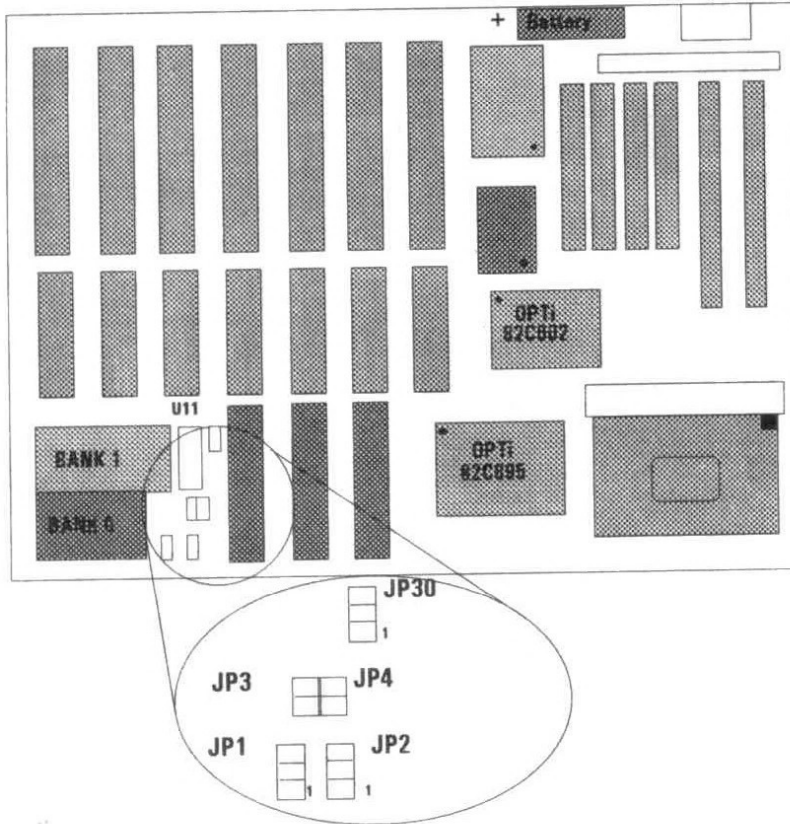 + Battery
OPTi
82C802
U11
BANK 1
BANK 0
OPTi
82C895
JP30
1
JP3 JP4
JP1 JP2
1 1